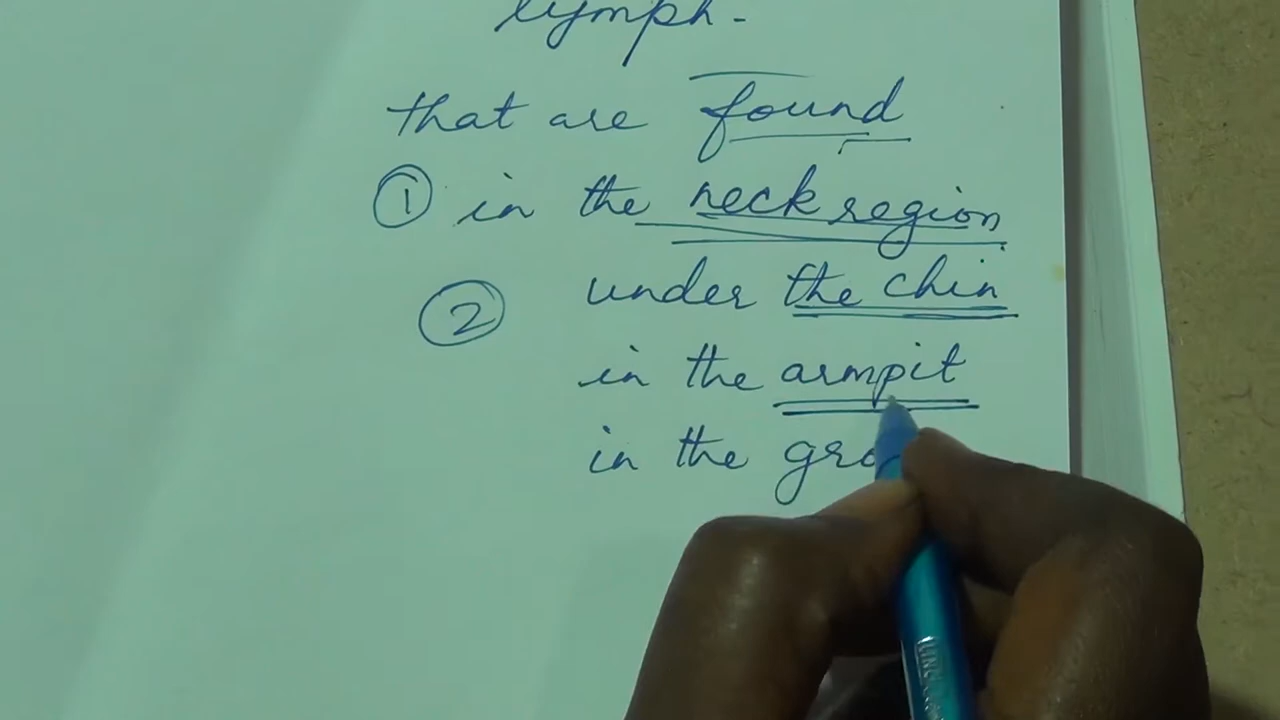 lymph -
that are found
① in the neck region
② under the chin
in the armpit
in the